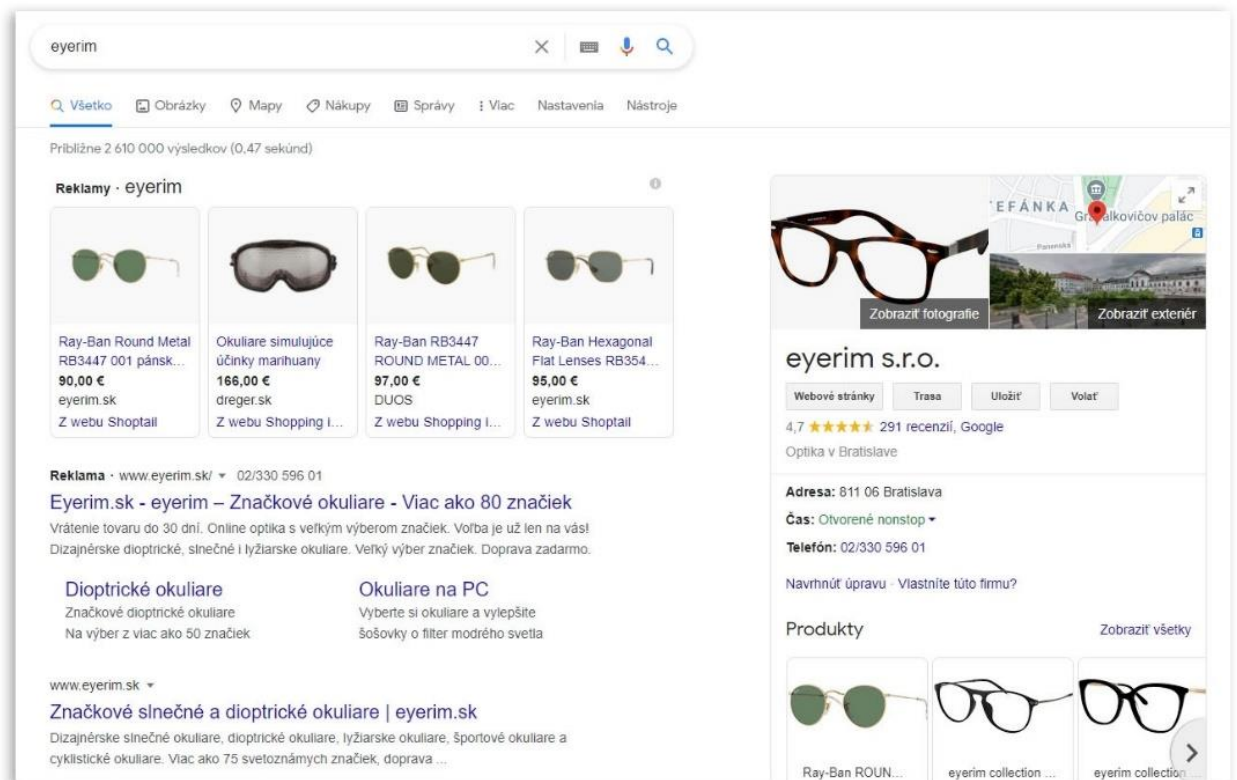 eyerim
Všetko Obrázky Mapy Nákupy Správy Viac Nastavenia Nástroje
Približne 2 610 000 výsledkov (0,47 sekúnd)
Reklamy · eyerim
Ray-Ban Round Metal
RB3447 001 pánsk...
90,00 €
eyerim.sk
Z webu Shoptail
Okuliare simulujúce
účinky marihuany
166,00 €
dreger.sk
Z webu Shopping i...
Ray-Ban RB3447
ROUND METAL 00...
97,00 €
DUOS
Z webu Shopping i...
Ray-Ban Hexagonal
Flat Lenses RB354...
95,00 €
eyerim.sk
Z webu Shoptail
Reklama · www.eyerim.sk/ 02/330 596 01
Eyerim.sk - eyerim – Značkové okuliare - Viac ako 80 značiek
Vrátenie tovaru do 30 dní. Online optika s veľkým výberom značiek. Voľba je už len na vás!
Dizajnérske dioptrické, slnečné i lyžiarske okuliare. Veľký výber značiek. Doprava zadarmo.
Dioptrické okuliare
Značkové dioptrické okuliare
Na výber z viac ako 50 značiek
Okuliare na PC
Vyberte si okuliare a vylepšite
šošovky o filter modrého svetla
www.eyerim.sk
Značkové slnečné a dioptrické okuliare | eyerim.sk
Dizajnérske slnečné okuliare, dioptrické okuliare, lyžiarske okuliare, športové okuliare a
cyklistické okuliare. Viac ako 75 svetoznámych značiek, doprava ...
EFÁNKA
palác
Panenská
Zobraziť fotografie
Zobraziť exteriér
eyerim s.r.o.
Webové stránky Trasa Uložiť Volať
4,7 291 recenzií, Google
Optika v Bratislave
Adresa: 811 06 Bratislava
Čas: Otvorené nonstop
Telefón: 02/330 596 01
Navrhnúť úpravu · Vlastníte túto firmu?
Produkty Zobraziť všetky
Ray-Ban ROUN...
eyerim collection ...
eyerim collection ...